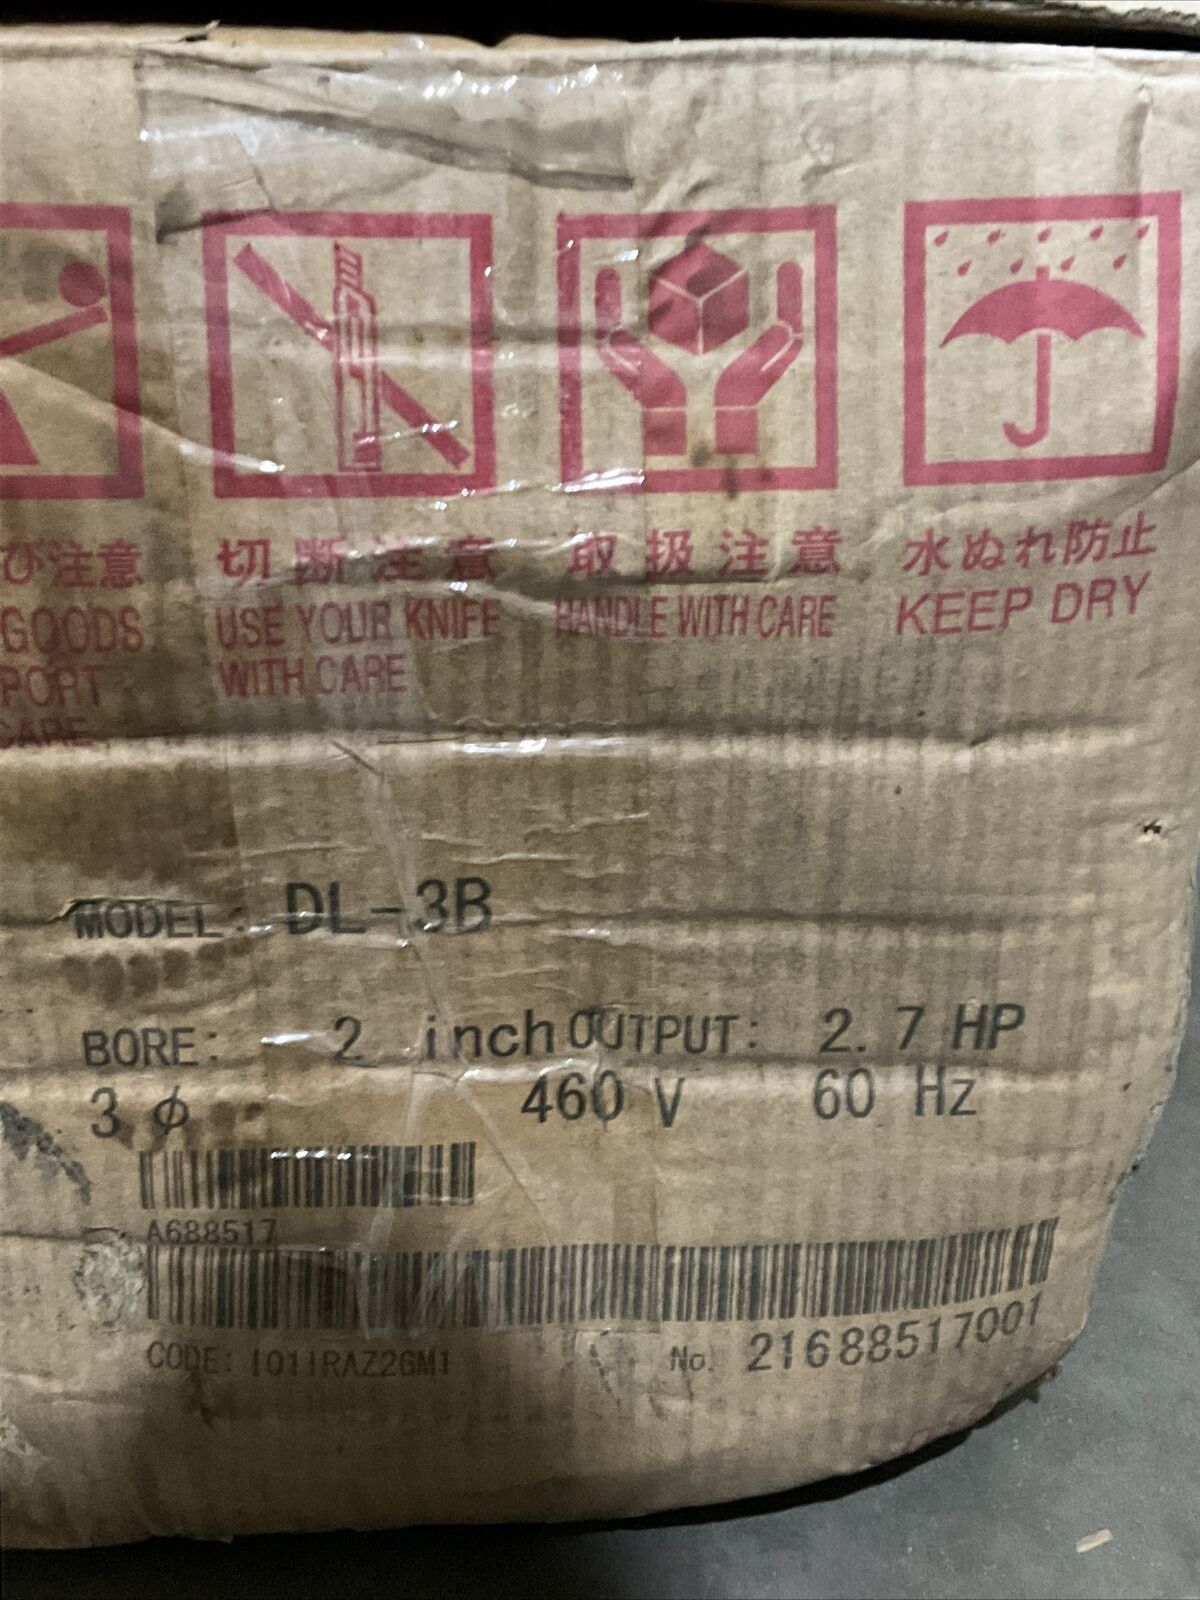 び注意
GOODS
PORT
CARE
切断注意
USE YOUR KNIFE
WITH CARE
取扱注意
HANDLE WITH CARE
水ぬれ防止
KEEP DRY
MODEL: DL-3B
BORE: 2 inch OUTPUT: 2.7 HP
3 φ 460 V 60 Hz
A688517
CODE: I01IRAZ2GM1 No. 21688517001